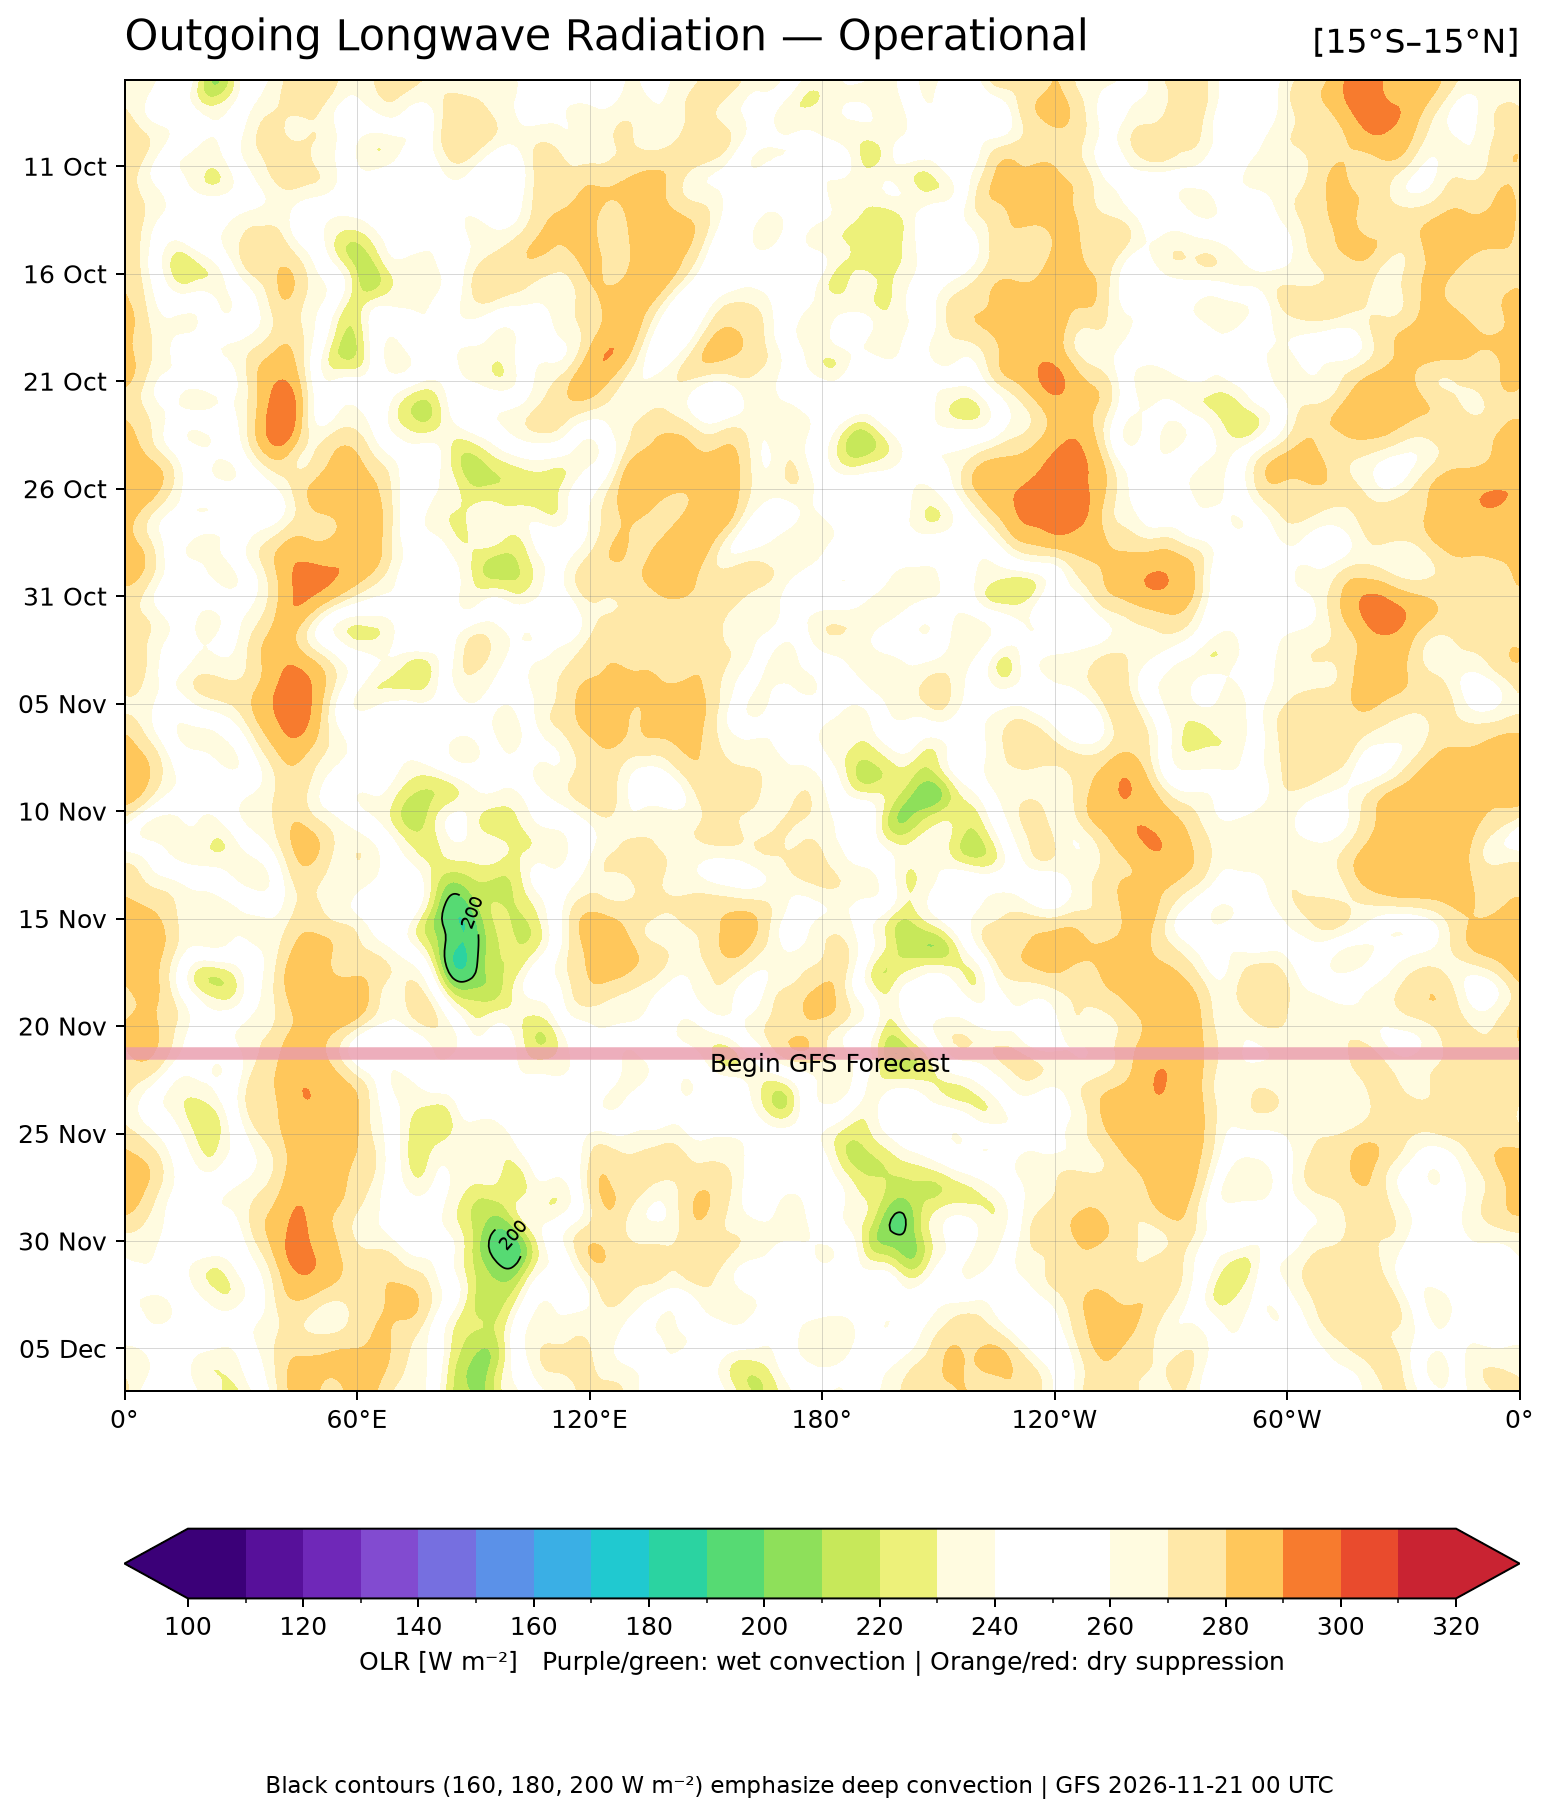 Outgoing Longwave Radiation — Operational
[15°S–15°N]
11 Oct
16 Oct
21 Oct
26 Oct
31 Oct
05 Nov
10 Nov
200
15 Nov
20 Nov
Begin GFS Forecast
25 Nov
200
30 Nov
05 Dec
0° 60°E 120°E 180° 120°W 60°W 0°
100 120 140 160 180 200 220 240 260 280 300 320
OLR [W m⁻²]   Purple/green: wet convection | Orange/red: dry suppression
Black contours (160, 180, 200 W m⁻²) emphasize deep convection | GFS 2026-11-21 00 UTC